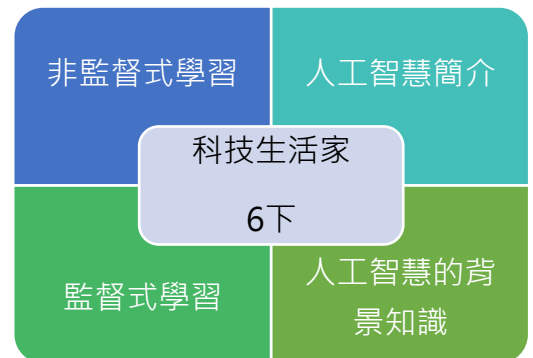 非監督式學習
人工智慧簡介
科技生活家
6下
監督式學習
人工智慧的背
景知識